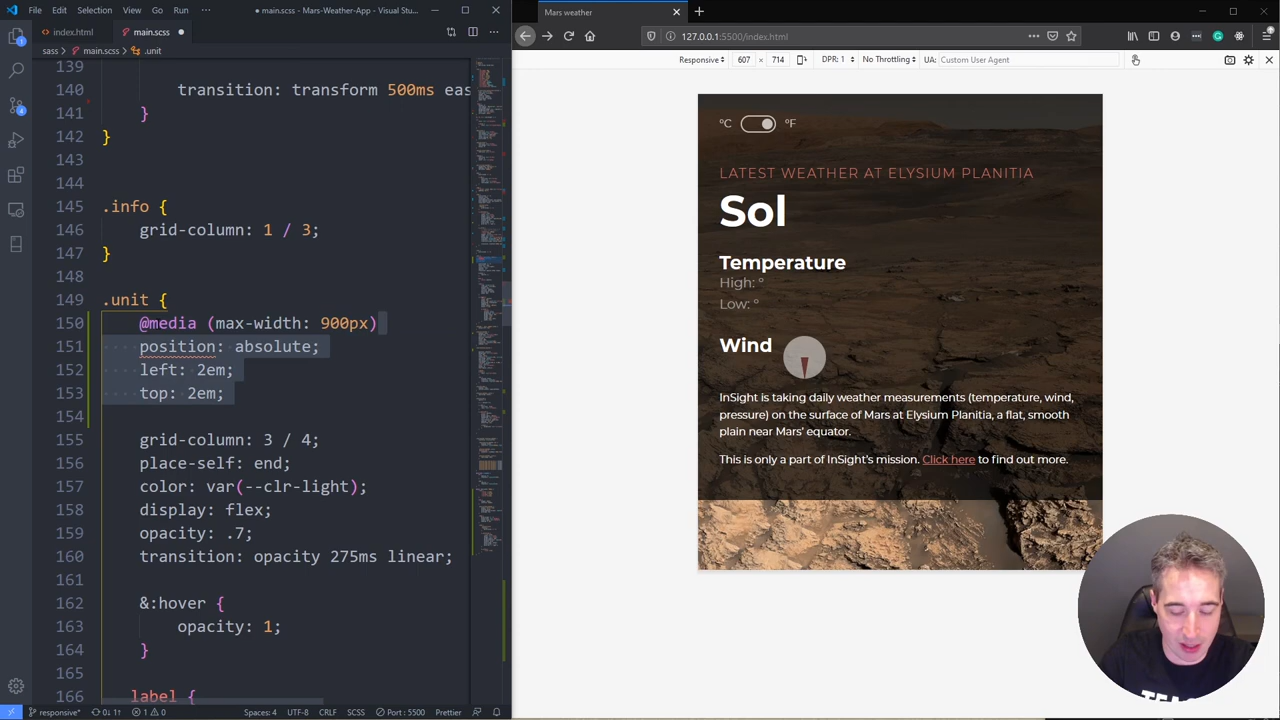 File Edit Selection View Go Run ••• ● main.scss - Mars-Weather-App - Visual Stu...
index.html main.scss ●
sass > main.scss > .unit
139
140 transition: transform 500ms eas
141 }
142 }
143
144
145 .info {
146 grid-column: 1 / 3;
147 }
148
149 .unit {
150 @media (max-width: 900px)
151 position: absolute;
152 left: 2em;
153 top: 2em;
154
155 grid-column: 3 / 4;
156 place-self: end;
157 color: var(--clr-light);
158 display: flex;
159 opacity: .7;
160 transition: opacity 275ms linear;
161
162 &:hover {
163 opacity: 1;
164 }
165
166 label {
responsive* 0↓ 1↑ 1 0 Spaces: 4 UTF-8 CRLF SCSS Port : 5500 Prettier
Mars weather
127.0.0.1:5500/index.html
Responsive 607 × 714 DPR: 1 No Throttling UA: Custom User Agent
ºC ºF
LATEST WEATHER AT ELYSIUM PLANITIA
Sol
Temperature
High: °
Low: °
Wind
InSight is taking daily weather measurements (temperature, wind,
pressure) on the surface of Mars at Elysium Planitia, a flat, smooth
plain near Mars' equator.
This is only a part of InSight's mission. Click here to find out more.